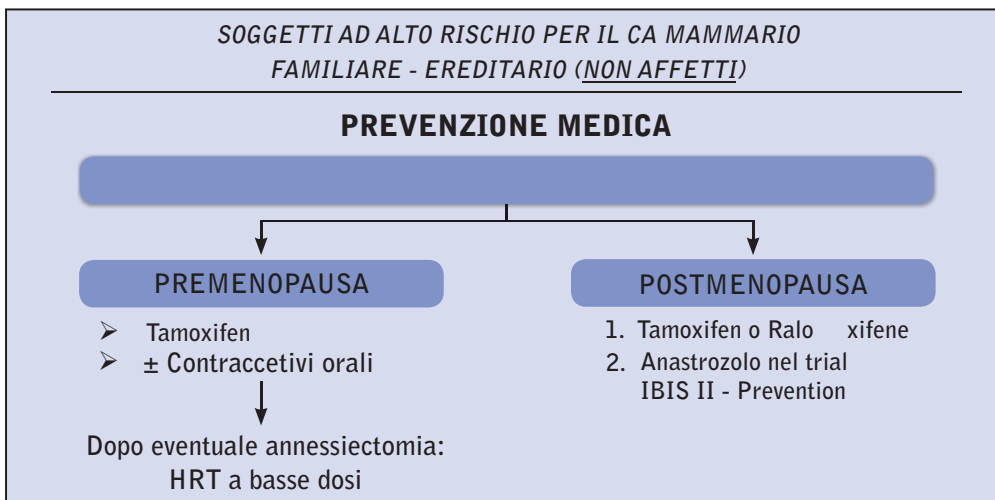 SOGGETTI AD ALTO RISCHIO PER IL CA MAMMARIO
FAMILIARE - EREDITARIO (NON AFFETTI)
PREVENZIONE MEDICA
PREMENOPAUSA
➢ Tamoxifen
➢ ± Contraccetivi orali
Dopo eventuale annessiectomia:
HRT a basse dosi
POSTMENOPAUSA
1. Tamoxifen o Ralo xifene
2. Anastrozolo nel trial
IBIS II - Prevention